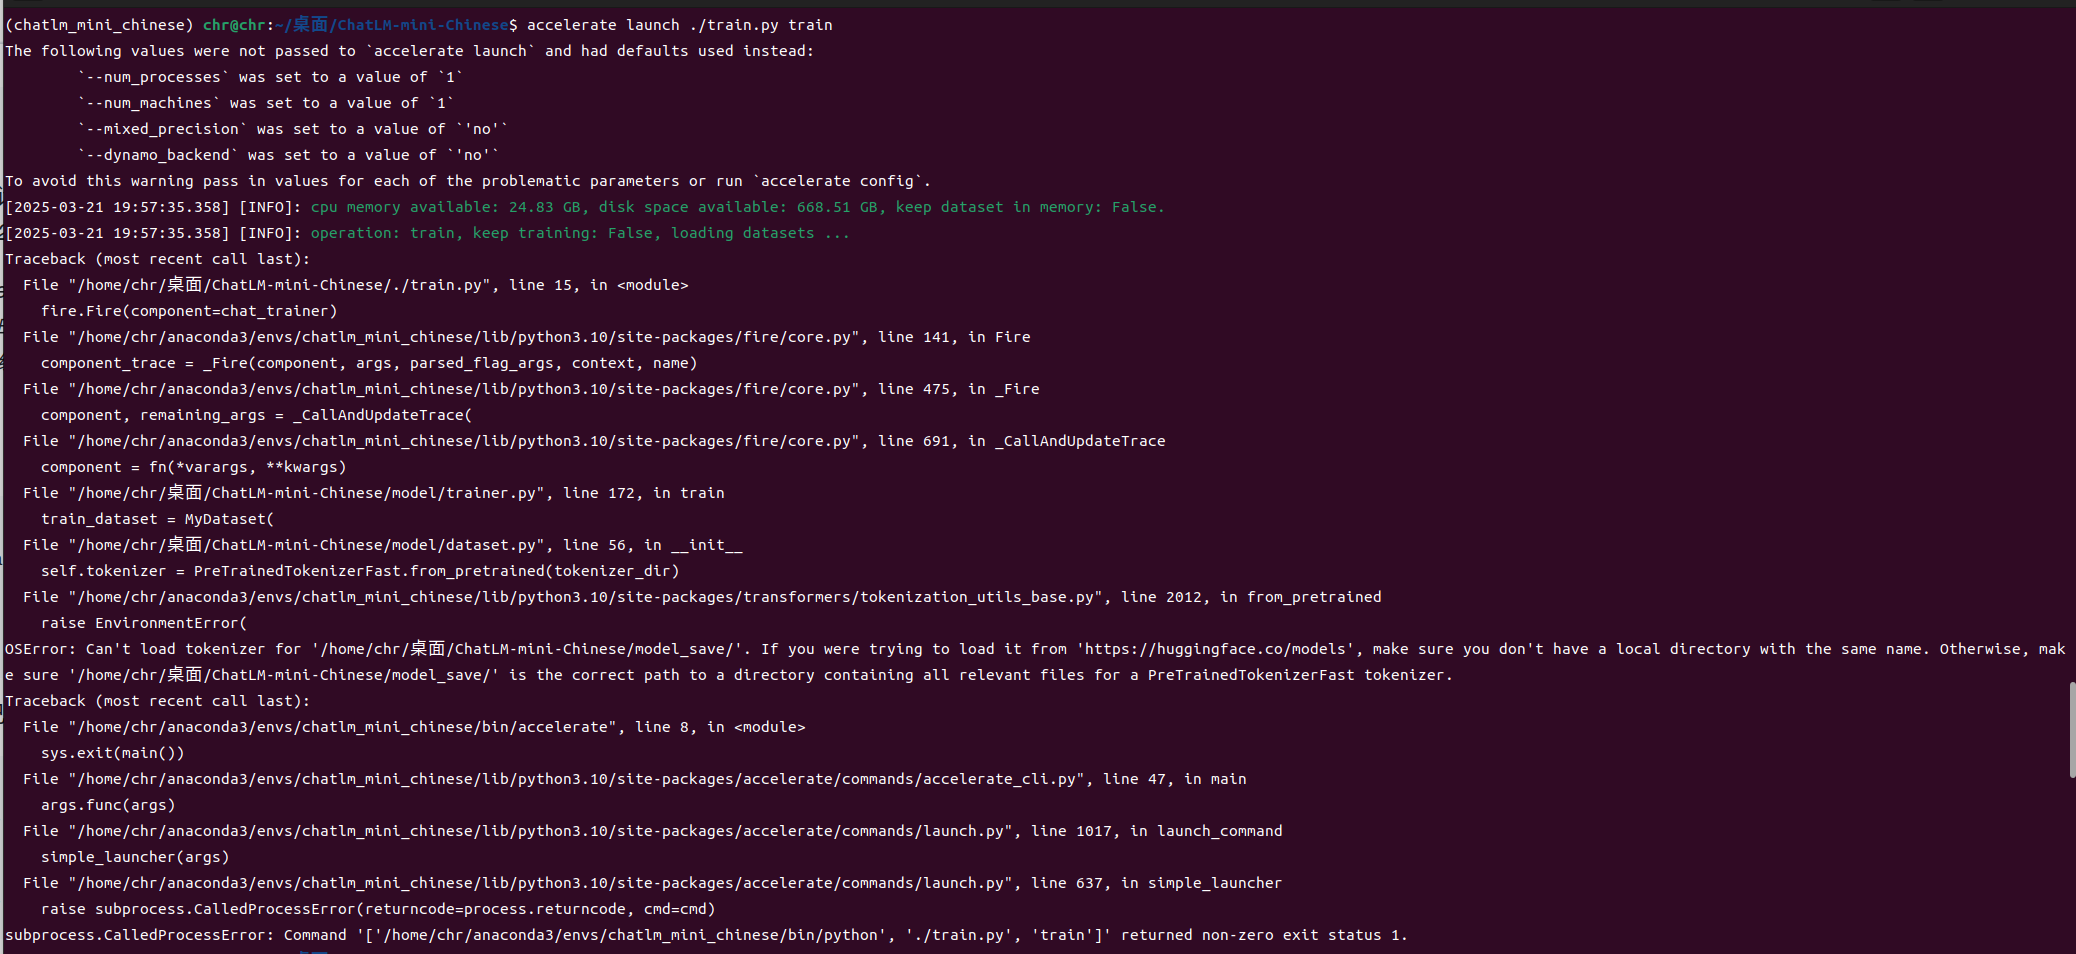 (chatlm_mini_chinese) chr@chr:~/桌面/ChatLM-mini-Chinese$ accelerate launch ./train.py train
The following values were not passed to `accelerate launch` and had defaults used instead:
        `--num_processes` was set to a value of `1`
        `--num_machines` was set to a value of `1`
        `--mixed_precision` was set to a value of `'no'`
        `--dynamo_backend` was set to a value of `'no'`
To avoid this warning pass in values for each of the problematic parameters or run `accelerate config`.
[2025-03-21 19:57:35.358] [INFO]: cpu memory available: 24.83 GB, disk space available: 668.51 GB, keep dataset in memory: False.
[2025-03-21 19:57:35.358] [INFO]: operation: train, keep training: False, loading datasets ...
Traceback (most recent call last):
  File "/home/chr/桌面/ChatLM-mini-Chinese/./train.py", line 15, in <module>
    fire.Fire(component=chat_trainer)
  File "/home/chr/anaconda3/envs/chatlm_mini_chinese/lib/python3.10/site-packages/fire/core.py", line 141, in Fire
    component_trace = _Fire(component, args, parsed_flag_args, context, name)
  File "/home/chr/anaconda3/envs/chatlm_mini_chinese/lib/python3.10/site-packages/fire/core.py", line 475, in _Fire
    component, remaining_args = _CallAndUpdateTrace(
  File "/home/chr/anaconda3/envs/chatlm_mini_chinese/lib/python3.10/site-packages/fire/core.py", line 691, in _CallAndUpdateTrace
    component = fn(*varargs, **kwargs)
  File "/home/chr/桌面/ChatLM-mini-Chinese/model/trainer.py", line 172, in train
    train_dataset = MyDataset(
  File "/home/chr/桌面/ChatLM-mini-Chinese/model/dataset.py", line 56, in __init__
    self.tokenizer = PreTrainedTokenizerFast.from_pretrained(tokenizer_dir)
  File "/home/chr/anaconda3/envs/chatlm_mini_chinese/lib/python3.10/site-packages/transformers/tokenization_utils_base.py", line 2012, in from_pretrained
    raise EnvironmentError(
OSError: Can't load tokenizer for '/home/chr/桌面/ChatLM-mini-Chinese/model_save/'. If you were trying to load it from 'https://huggingface.co/models', make sure you don't have a local directory with the same name. Otherwise, mak
e sure '/home/chr/桌面/ChatLM-mini-Chinese/model_save/' is the correct path to a directory containing all relevant files for a PreTrainedTokenizerFast tokenizer.
Traceback (most recent call last):
  File "/home/chr/anaconda3/envs/chatlm_mini_chinese/bin/accelerate", line 8, in <module>
    sys.exit(main())
  File "/home/chr/anaconda3/envs/chatlm_mini_chinese/lib/python3.10/site-packages/accelerate/commands/accelerate_cli.py", line 47, in main
    args.func(args)
  File "/home/chr/anaconda3/envs/chatlm_mini_chinese/lib/python3.10/site-packages/accelerate/commands/launch.py", line 1017, in launch_command
    simple_launcher(args)
  File "/home/chr/anaconda3/envs/chatlm_mini_chinese/lib/python3.10/site-packages/accelerate/commands/launch.py", line 637, in simple_launcher
    raise subprocess.CalledProcessError(returncode=process.returncode, cmd=cmd)
subprocess.CalledProcessError: Command '['/home/chr/anaconda3/envs/chatlm_mini_chinese/bin/python', './train.py', 'train']' returned non-zero exit status 1.